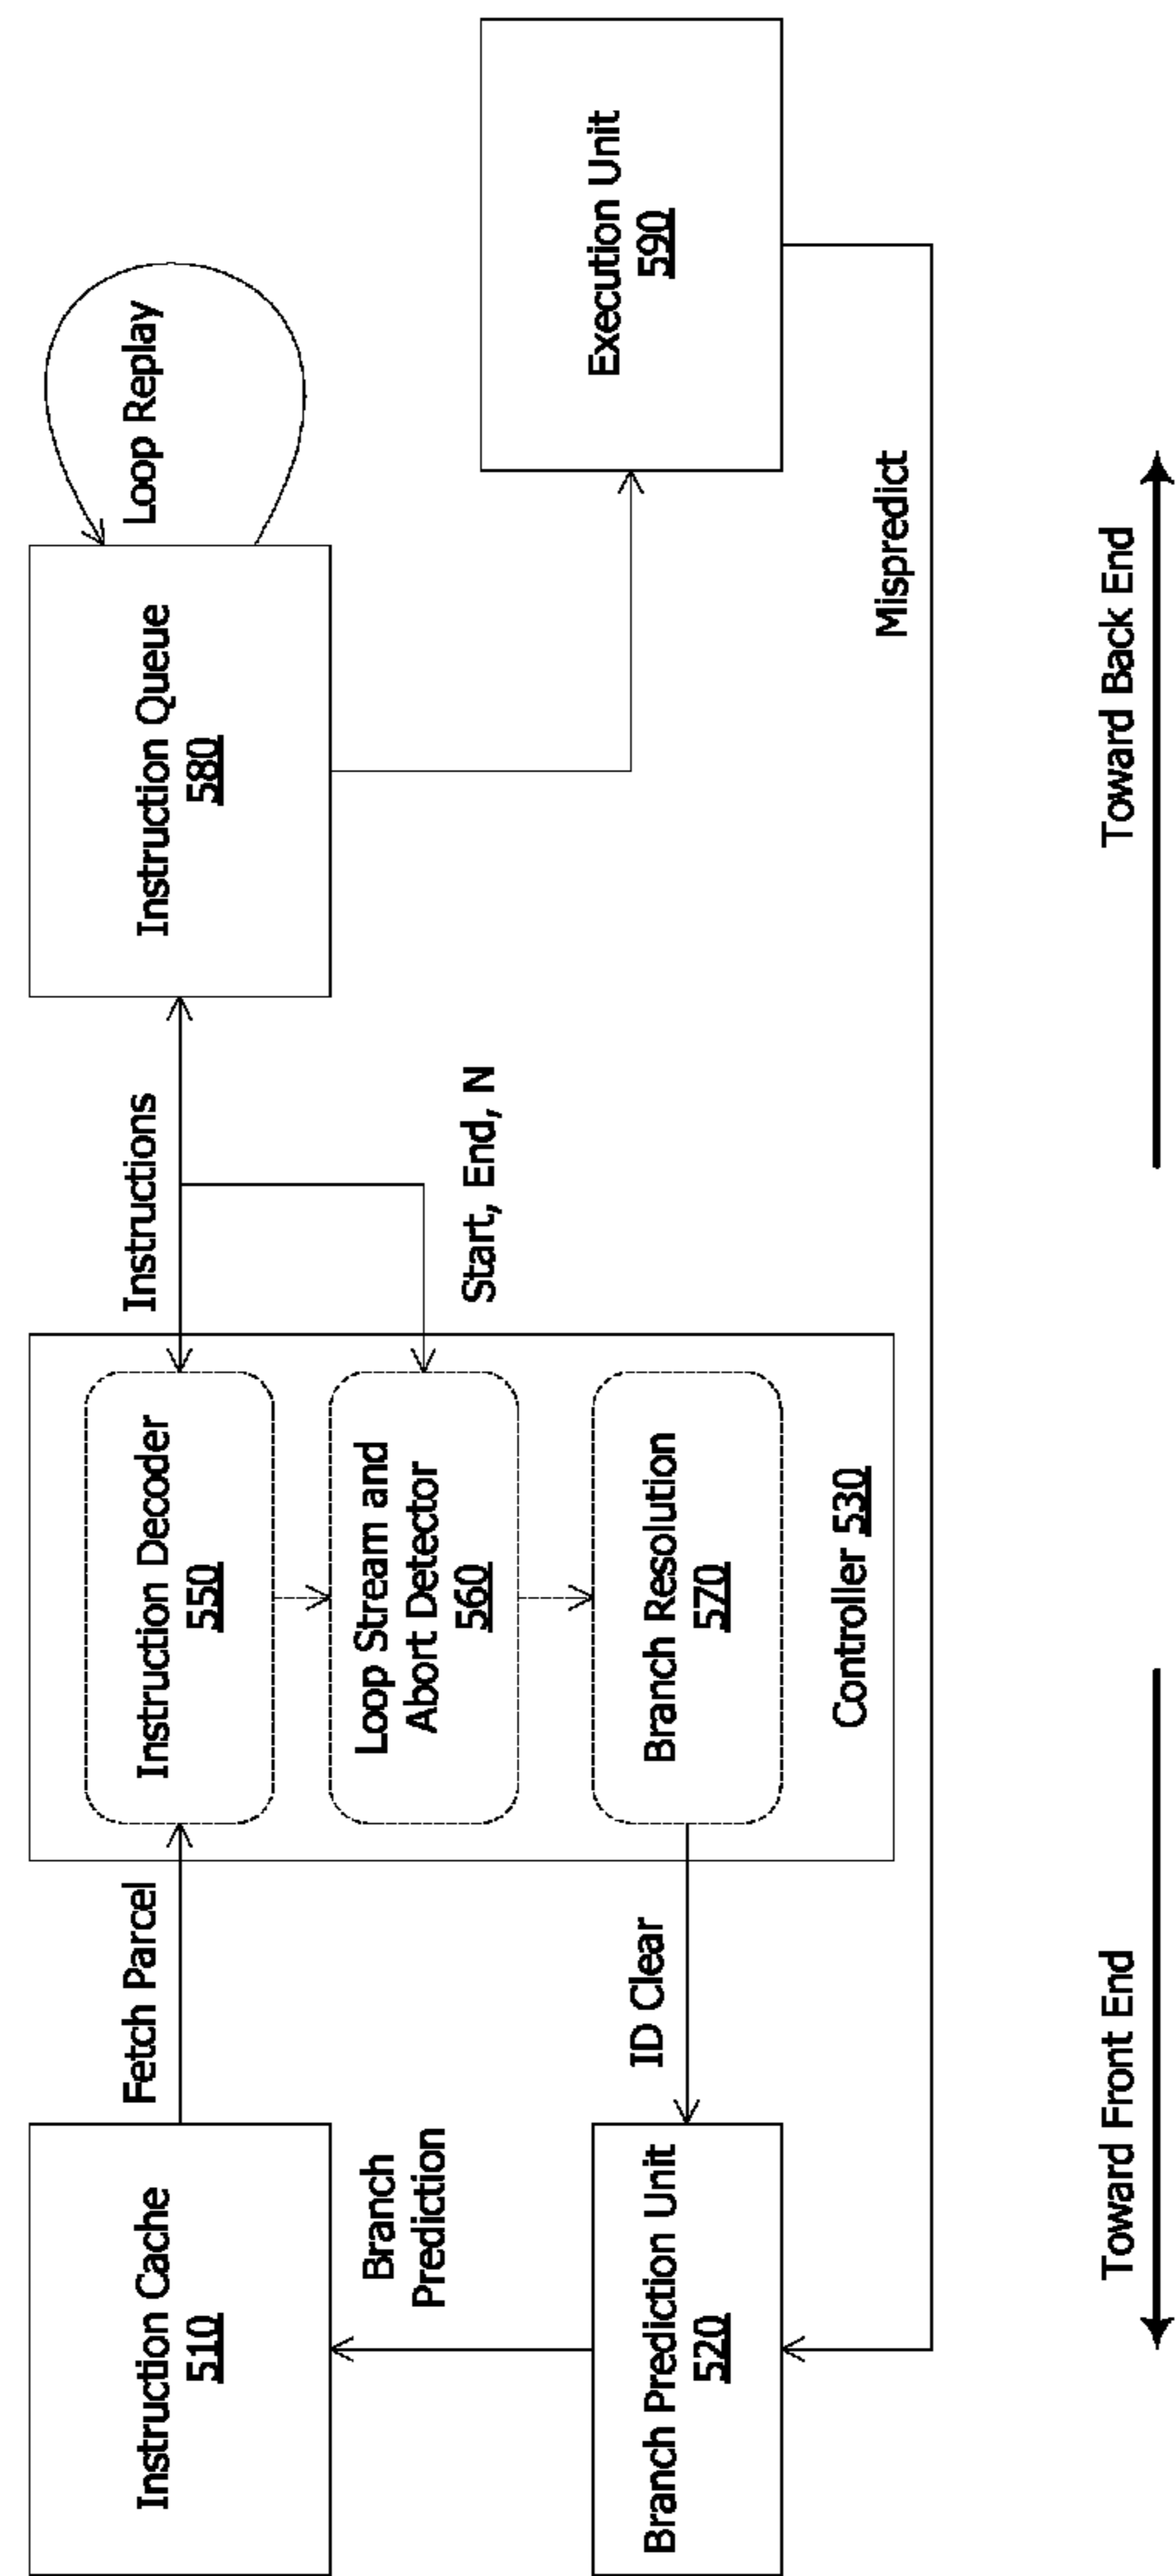 Instruction Cache
510
Fetch Parcel
Instruction Decoder
550
Instructions
Instruction Queue
580
Loop Replay
Branch
Prediction
Loop Stream and
Abort Detector
560
Start, End, N
Execution Unit
590
Branch Prediction Unit
520
ID Clear
Branch Resolution
570
Controller 530
Mispredict
Toward Front End
Toward Back End